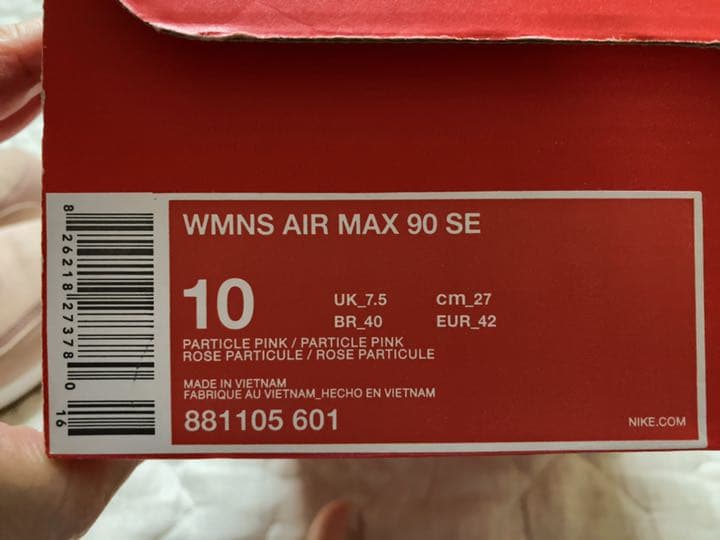 WMNS AIR MAX 90 SE
10
UK_7.5 cm_27
BR_40 EUR_42
PARTICLE PINK / PARTICLE PINK
ROSE PARTICULE / ROSE PARTICULE
MADE IN VIETNAM
FABRIQUE AU VIETNAM_HECHO EN VIETNAM
881105 601
NIKE.COM
8 26218 27378 0 16